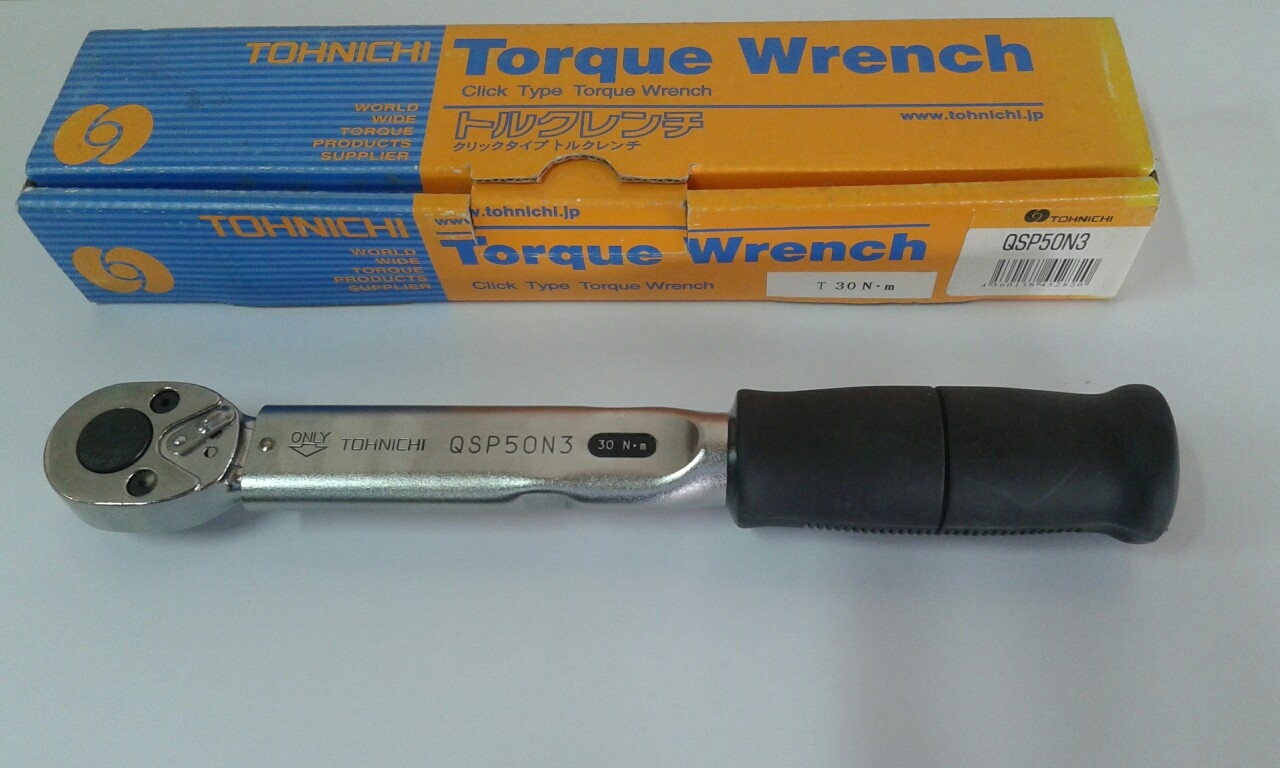 TOHNICHI
WORLD
WIDE
TORQUE
PRODUCTS
SUPPLIER
Torque Wrench
Click Type Torque Wrench
トルクレンチ
クリックタイプ トルクレンチ
www.tohnichi.jp
TOHNICHI
WORLD
WIDE
TORQUE
PRODUCTS
SUPPLIER
www.tohnichi.jp
Torque Wrench
Click Type Torque Wrench
T 30 N·m
TOHNICHI
QSP50N3
ONLY
TOHNICHI
QSP50N3
30 N·m